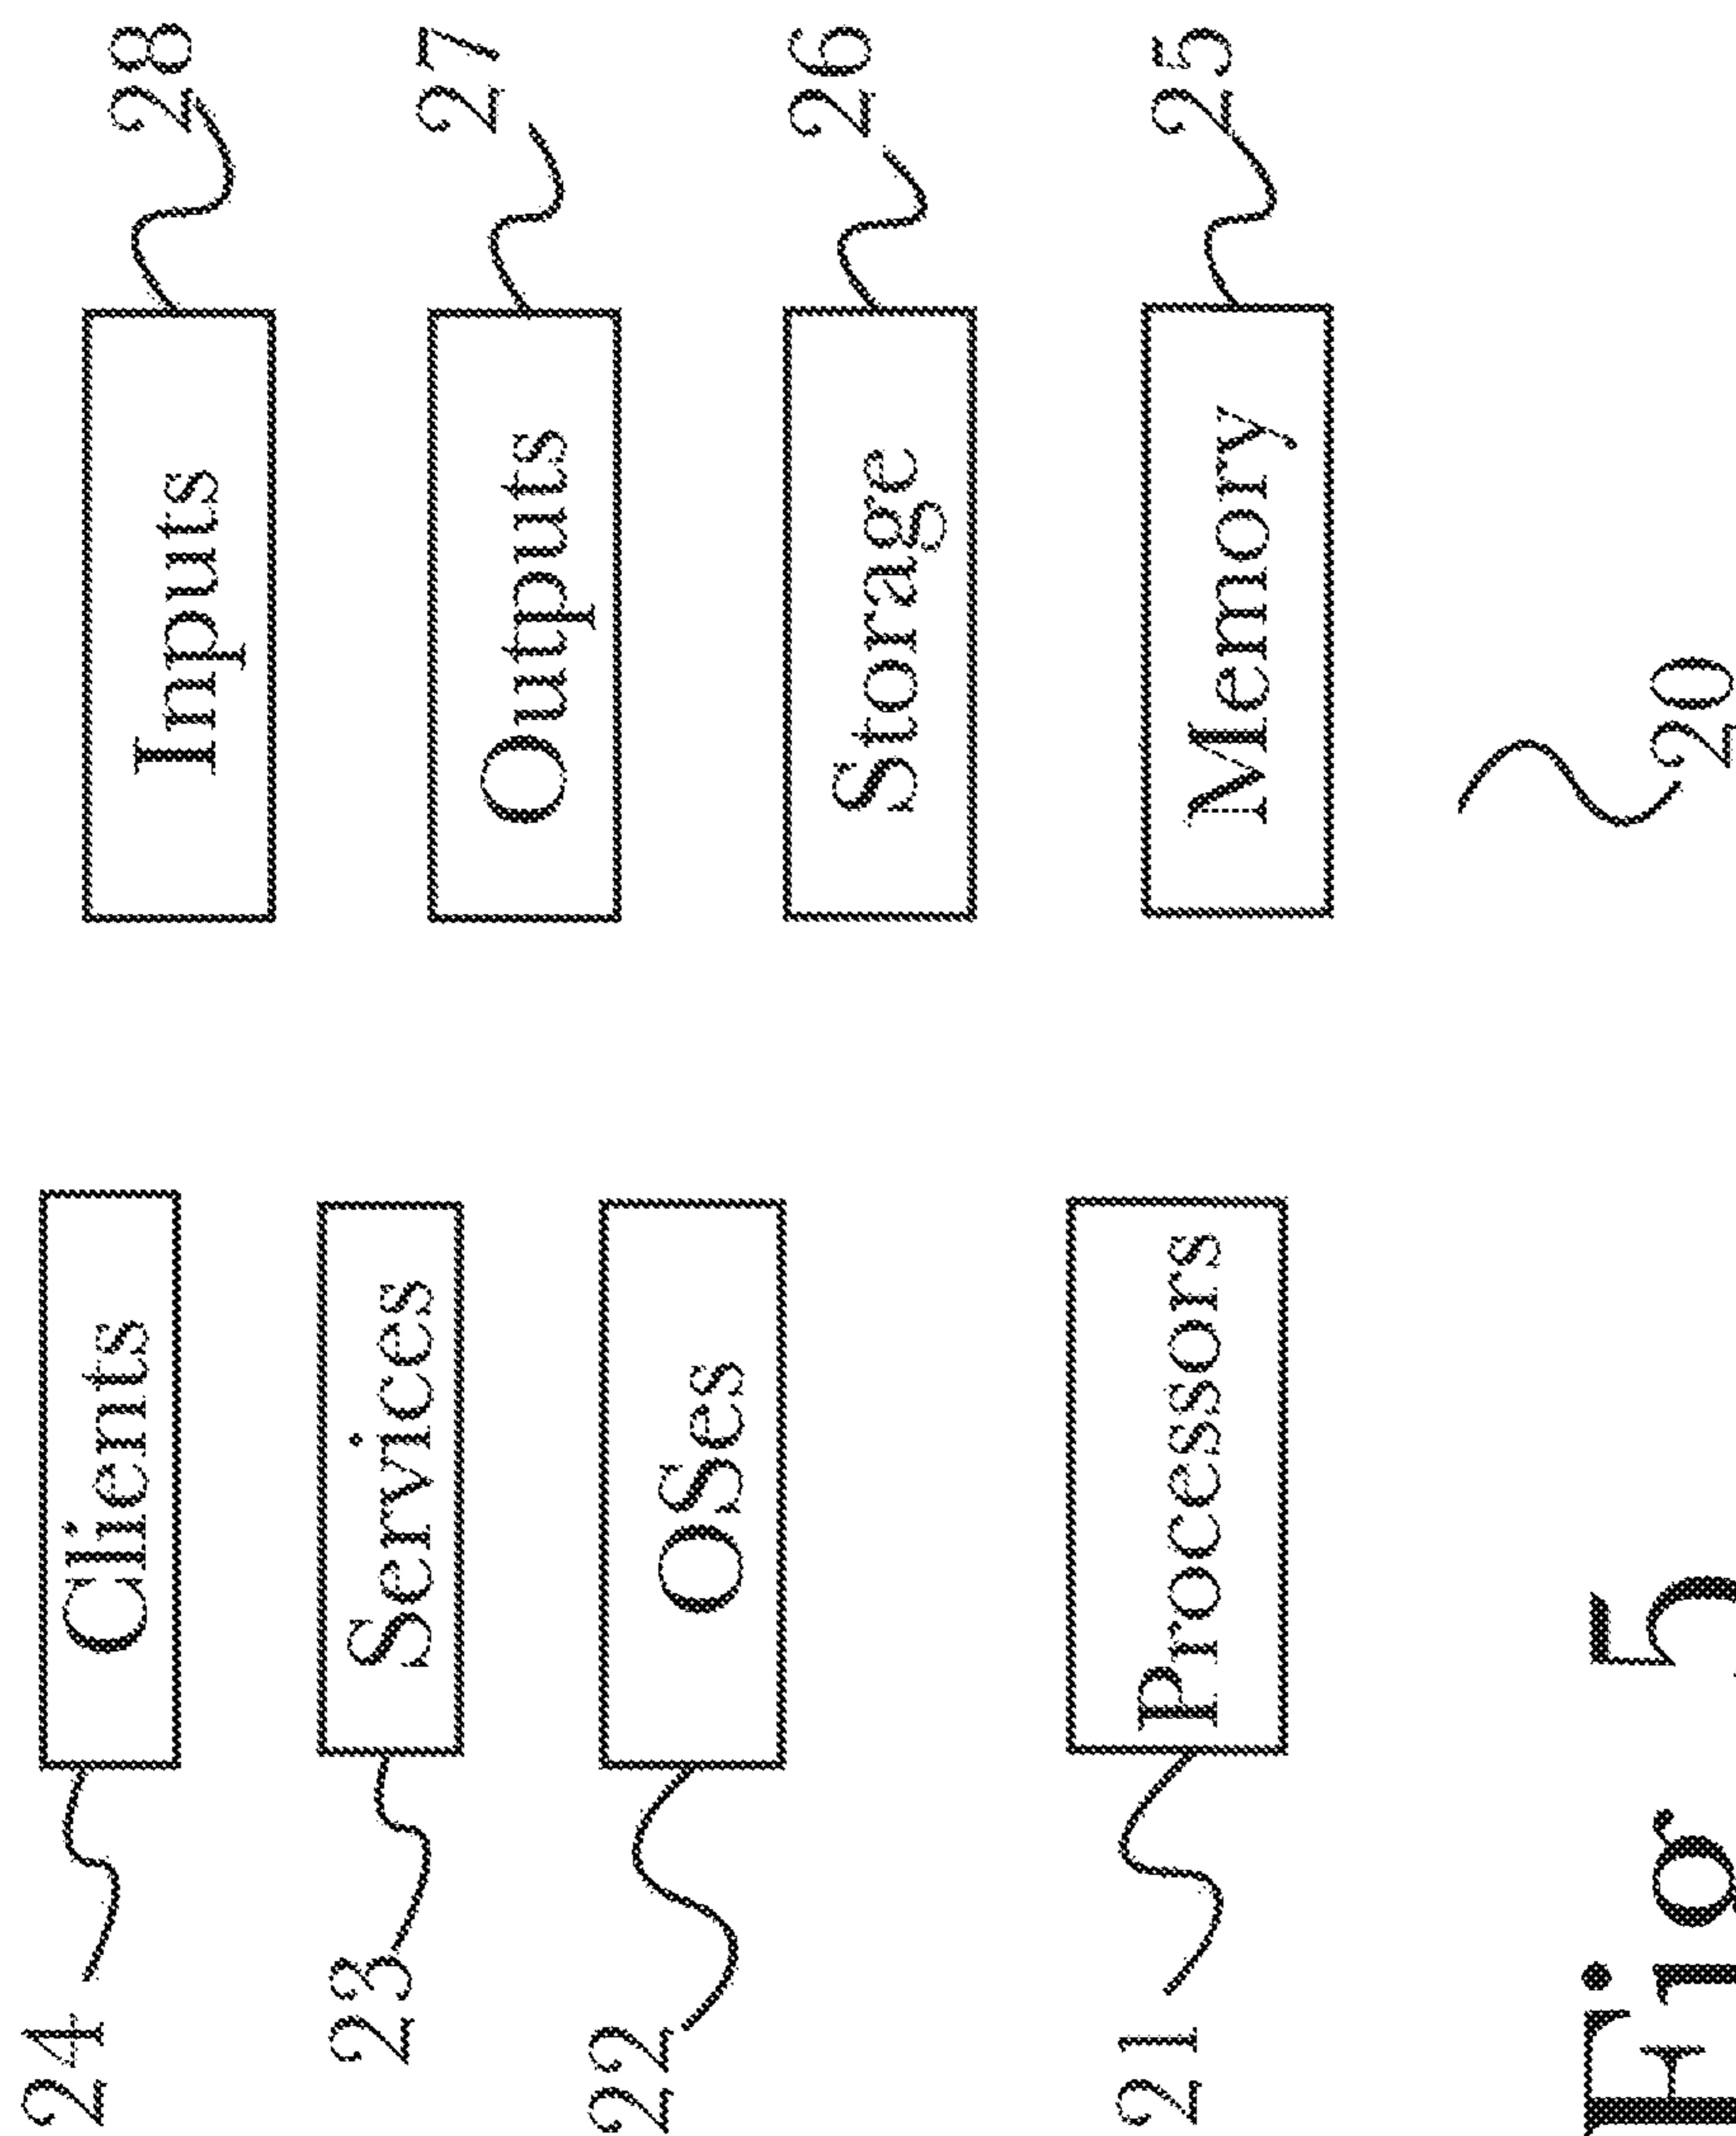 24 Clients Inputs 28
23 Services Outputs 27
22 OSes Storage 26
21 Processors Memory 25
20
Fig 5